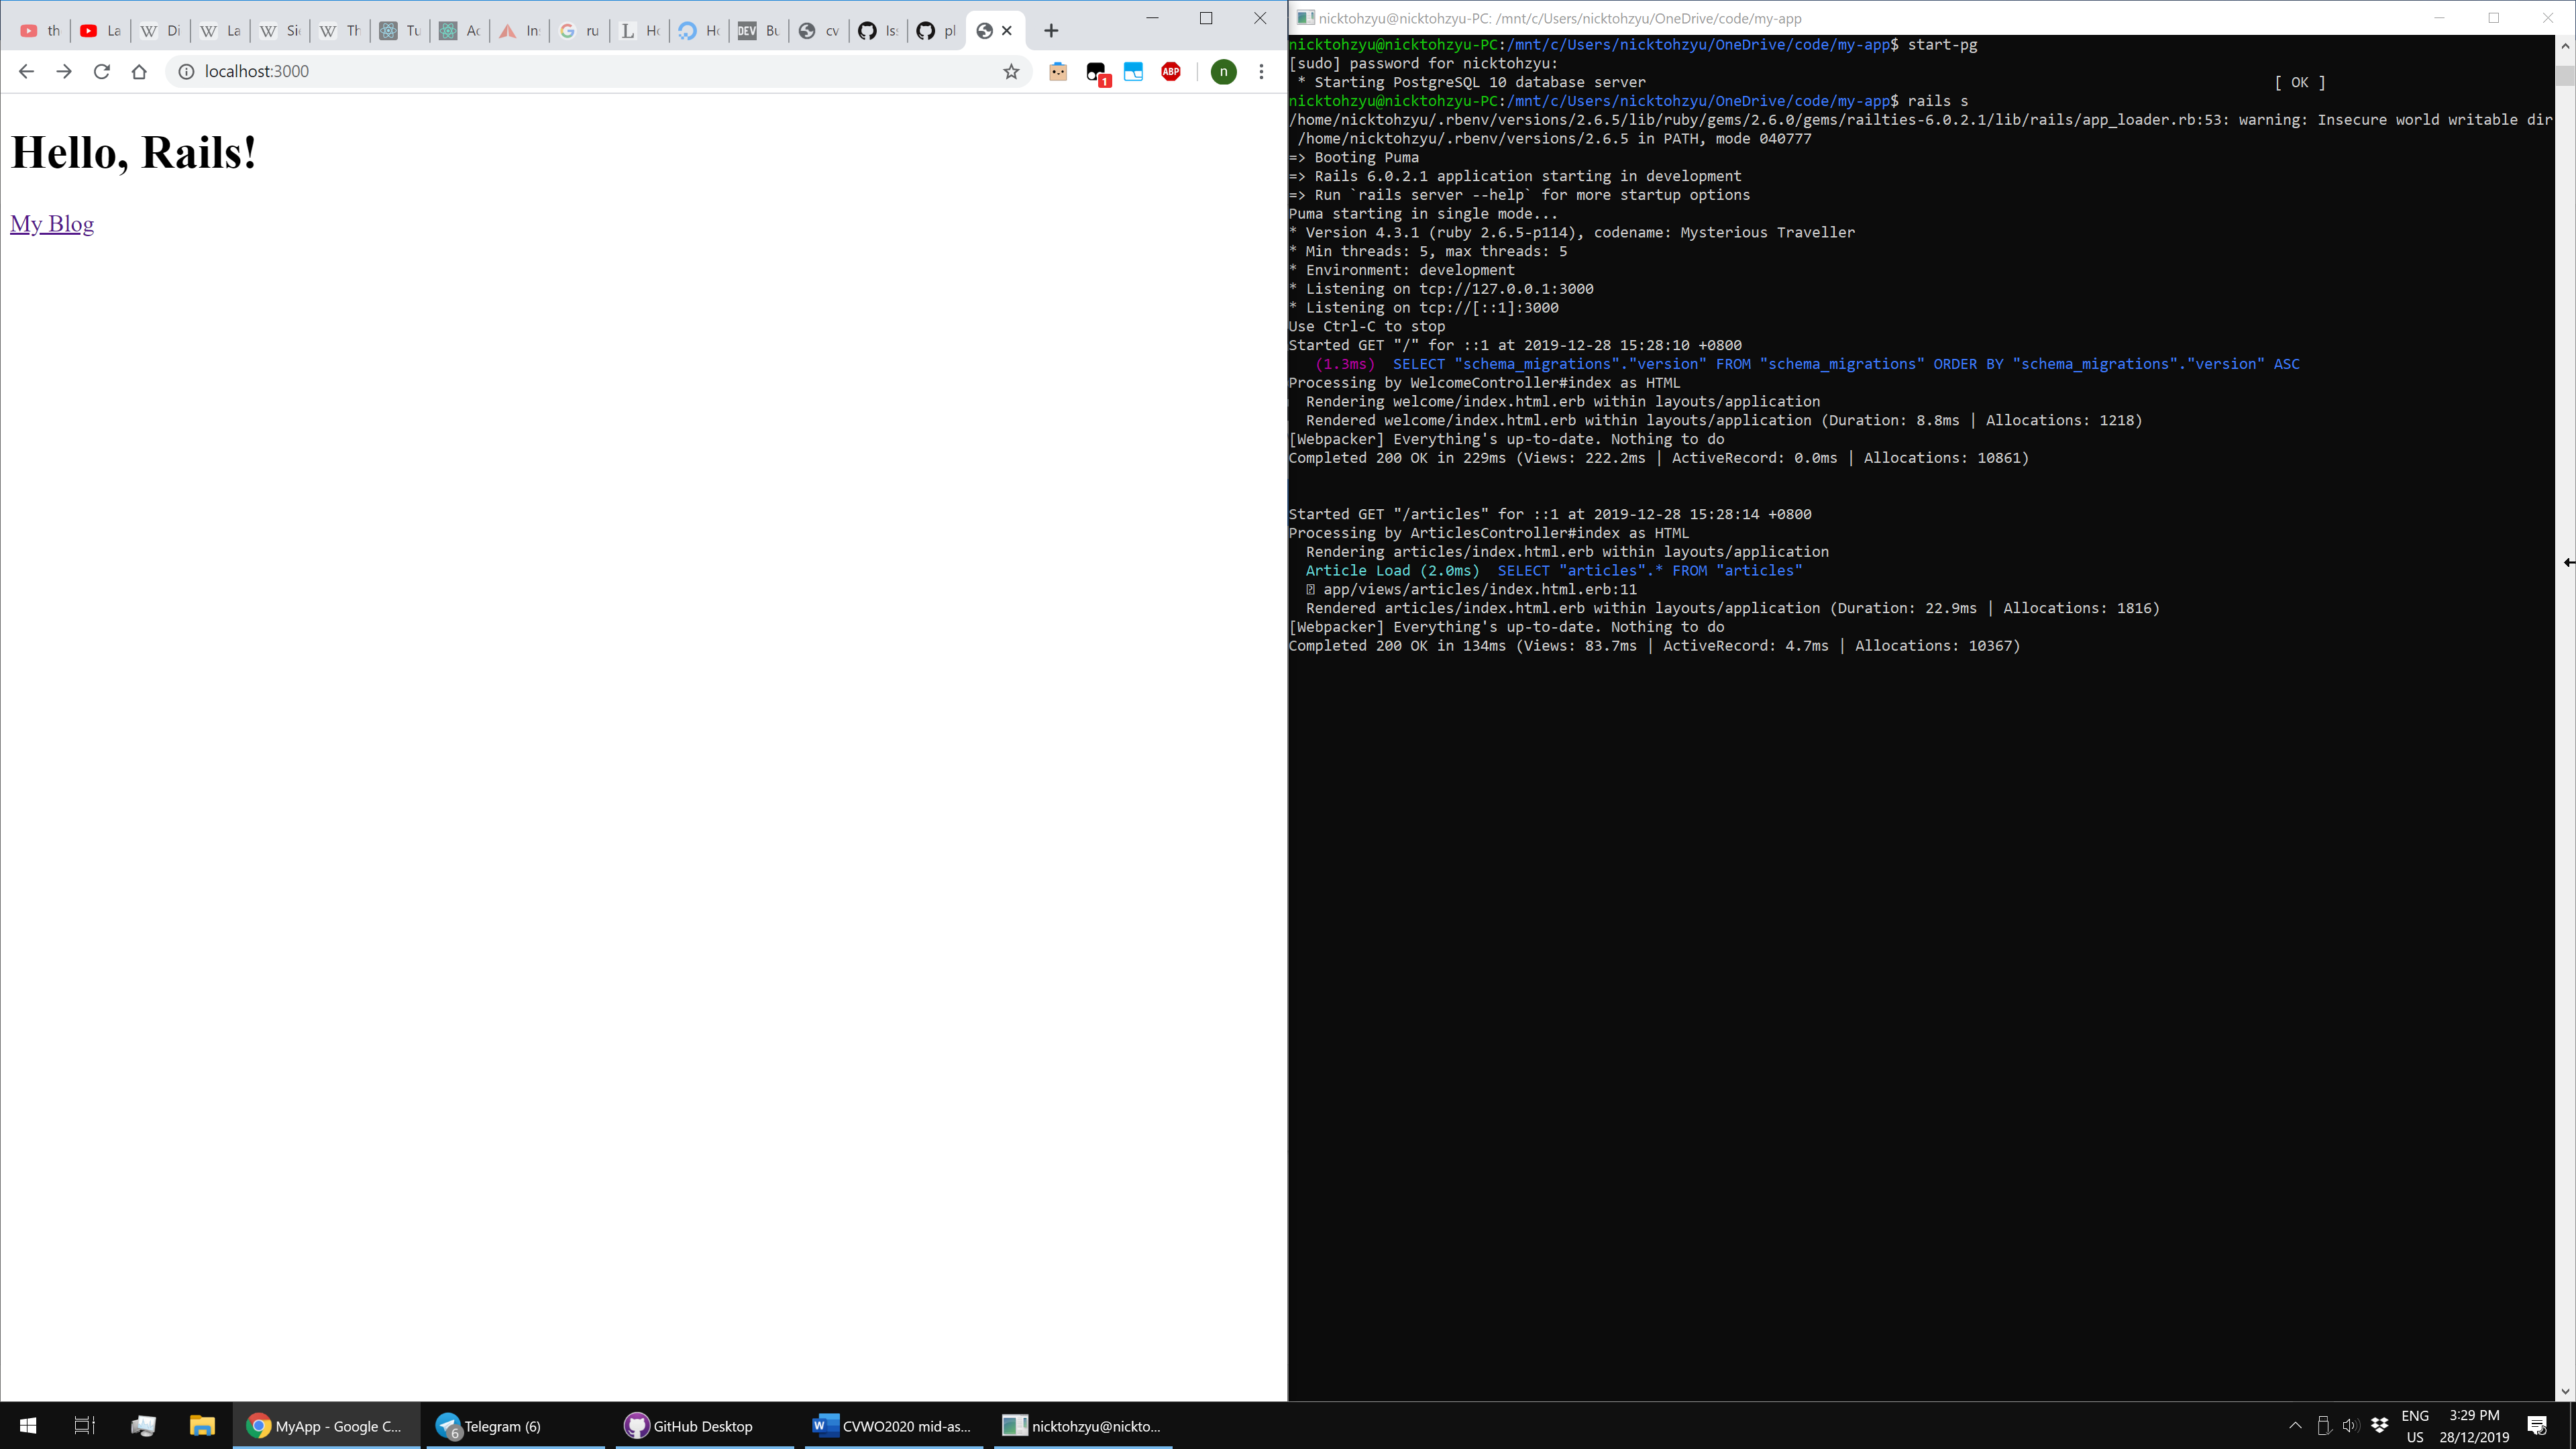 th
La
Di
La
Si
Th
Tu
Ac
In
ru
Ho
Ho
DEV Bu
cv
Is
pl
localhost:3000
1
ABP
n
Hello, Rails!
My Blog
nicktohzyu@nicktohzyu-PC: /mnt/c/Users/nicktohzyu/OneDrive/code/my-app
nicktohzyu@nicktohzyu-PC:/mnt/c/Users/nicktohzyu/OneDrive/code/my-app$ start-pg
[sudo] password for nicktohzyu:
* Starting PostgreSQL 10 database server [ OK ]
nicktohzyu@nicktohzyu-PC:/mnt/c/Users/nicktohzyu/OneDrive/code/my-app$ rails s
/home/nicktohzyu/.rbenv/versions/2.6.5/lib/ruby/gems/2.6.0/gems/railties-6.0.2.1/lib/rails/app_loader.rb:53: warning: Insecure world writable dir
/home/nicktohzyu/.rbenv/versions/2.6.5 in PATH, mode 040777
=> Booting Puma
=> Rails 6.0.2.1 application starting in development
=> Run `rails server --help` for more startup options
Puma starting in single mode...
* Version 4.3.1 (ruby 2.6.5-p114), codename: Mysterious Traveller
* Min threads: 5, max threads: 5
* Environment: development
* Listening on tcp://127.0.0.1:3000
* Listening on tcp://[::1]:3000
Use Ctrl-C to stop
Started GET "/" for ::1 at 2019-12-28 15:28:10 +0800
(1.3ms) SELECT "schema_migrations"."version" FROM "schema_migrations" ORDER BY "schema_migrations"."version" ASC
Processing by WelcomeController#index as HTML
Rendering welcome/index.html.erb within layouts/application
Rendered welcome/index.html.erb within layouts/application (Duration: 8.8ms | Allocations: 1218)
[Webpacker] Everything's up-to-date. Nothing to do
Completed 200 OK in 229ms (Views: 222.2ms | ActiveRecord: 0.0ms | Allocations: 10861)
Started GET "/articles" for ::1 at 2019-12-28 15:28:14 +0800
Processing by ArticlesController#index as HTML
Rendering articles/index.html.erb within layouts/application
Article Load (2.0ms) SELECT "articles".* FROM "articles"
app/views/articles/index.html.erb:11
Rendered articles/index.html.erb within layouts/application (Duration: 22.9ms | Allocations: 1816)
[Webpacker] Everything's up-to-date. Nothing to do
Completed 200 OK in 134ms (Views: 83.7ms | ActiveRecord: 4.7ms | Allocations: 10367)
MyApp - Google C...
6
Telegram (6)
GitHub Desktop
CVWO2020 mid-as...
nicktohzyu@nickto...
ENG
US
3:29 PM
28/12/2019